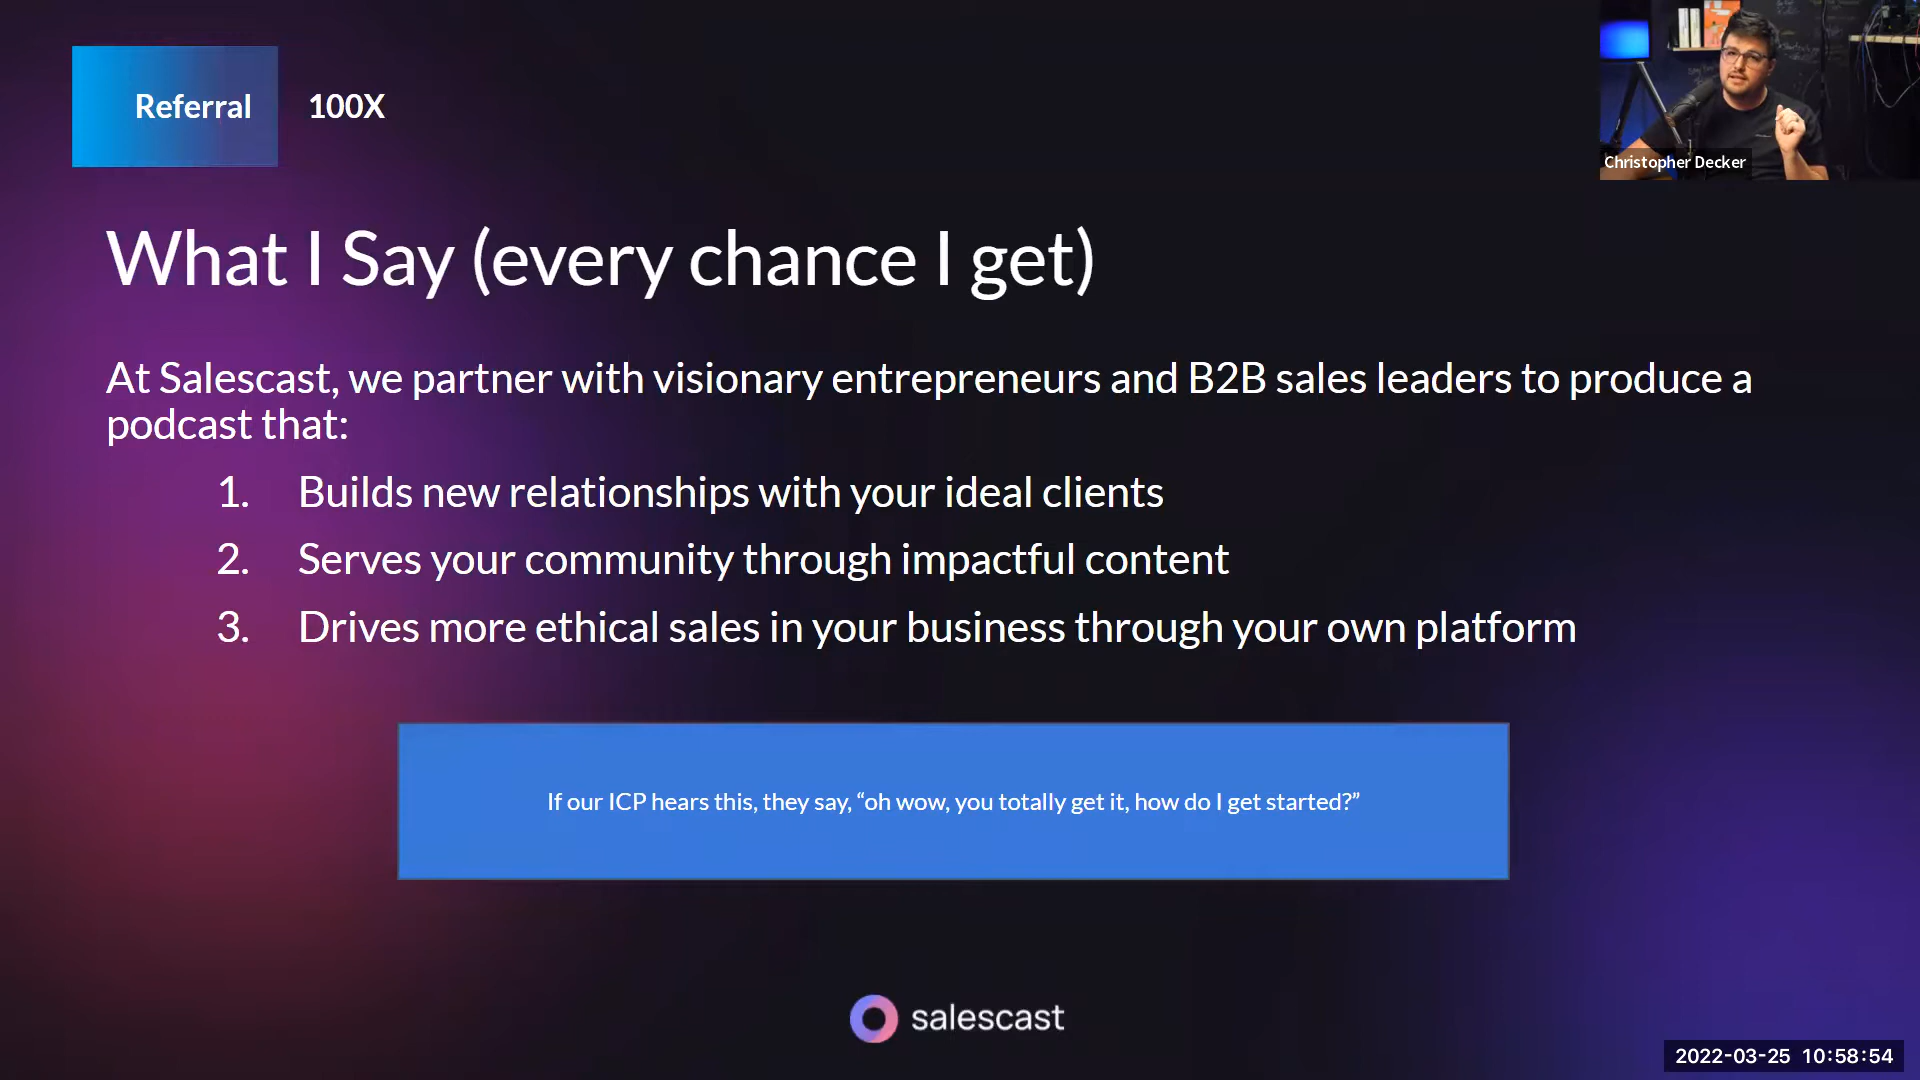 Referral 100X
Christopher Decker
What I Say (every chance I get)
At Salescast, we partner with visionary entrepreneurs and B2B sales leaders to produce a
podcast that:
1. Builds new relationships with your ideal clients
2. Serves your community through impactful content
3. Drives more ethical sales in your business through your own platform
If our ICP hears this, they say, “oh wow, you totally get it, how do I get started?”
salescast
2022-03-25 10:58:54